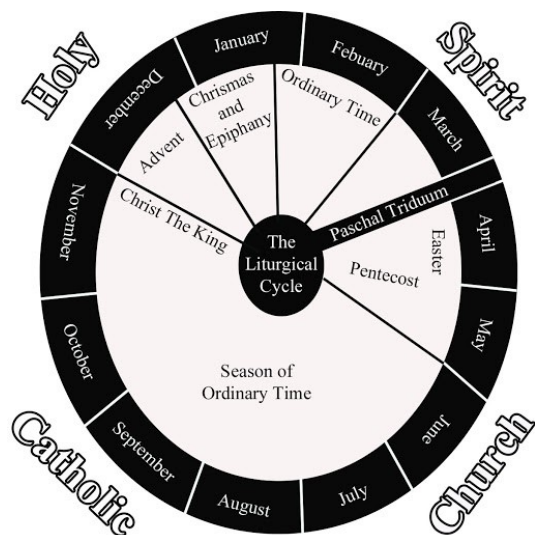 Holy
Spirit
January
Febuary
March
April
May
June
July
August
September
October
November
December
Advent
Chrismas
and
Epiphany
Ordinary Time
Paschal Triduum
Easter
Pentecost
Christ The King
The
Liturgical
Cycle
Season of
Ordinary Time
Catholic
Church